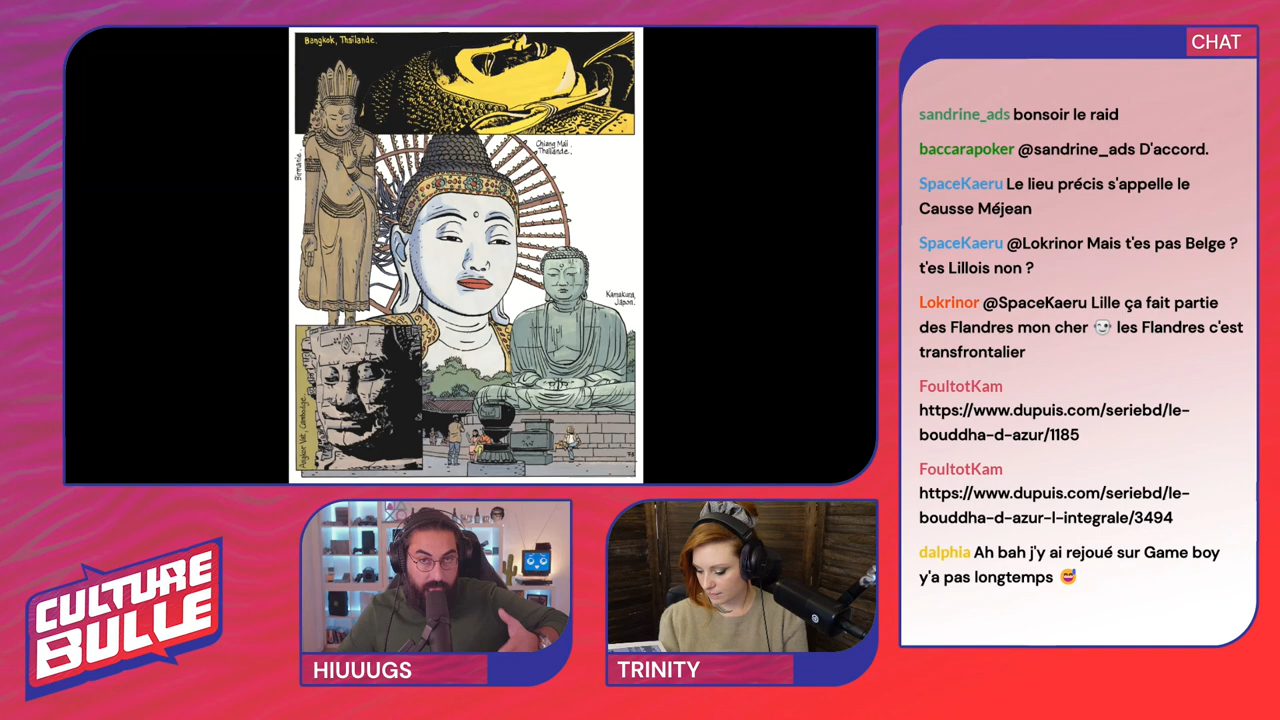 Bangkok, Thaïlande.
Birmanie.
Chiang Maï
Thaïlande.
Kamakura,
Japon.
Angkor Vat, Cambodge.
CULTURE
BULLE
HIUUUGS
TRINITY
CHAT
sandrine_ads bonsoir le raid
baccarapoker @sandrine_ads D'accord.
SpaceKaeru Le lieu précis s'appelle le
Causse Méjean
SpaceKaeru @Lokrinor Mais t'es pas Belge ?
t'es Lillois non ?
Lokrinor @SpaceKaeru Lille ça fait partie
des Flandres mon cher les Flandres c'est
transfrontalier
FoultotKam
https://www.dupuis.com/seriebd/le-
bouddha-d-azur/1185
FoultotKam
https://www.dupuis.com/seriebd/le-
bouddha-d-azur-l-integrale/3494
dalphia Ah bah j'y ai rejoué sur Game boy
y'a pas longtemps